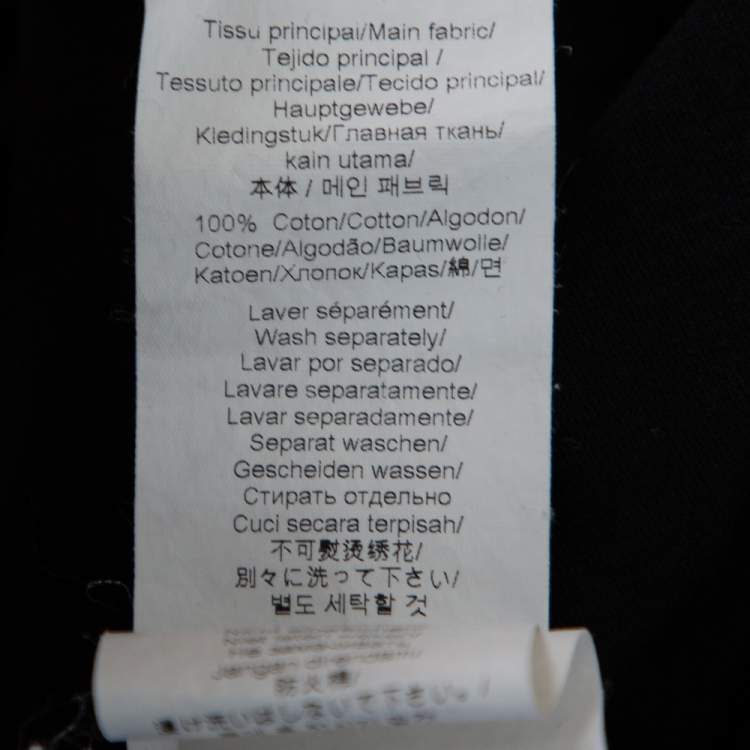 Tissu principal/Main fabric/
Tejido principal /
Tessuto principale/Tecido principal/
Hauptgewebe/
Kledingstuk/Главная ткань/
kain utama/
本体 / 메인 패브릭
100% Coton/Cotton/Algodon/
Cotone/Algodão/Baumwolle/
Katoen/Хлопок/Kapas/綿/면
Laver séparément/
Wash separately/
Lavar por separado/
Lavare separatamente/
Lavar separadamente/
Separat waschen/
Gescheiden wassen/
Стирать отдельно
Cuci secara terpisah/
不可熨烫绣花/
別々に洗って下さい/
별도 세탁할 것